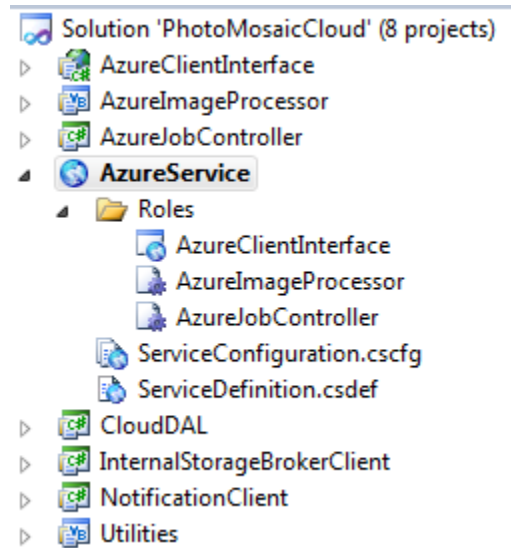 Solution 'PhotoMosaicCloud' (8 projects)
AzureClientInterface
AzureImageProcessor
AzureJobController
AzureService
Roles
AzureClientInterface
AzureImageProcessor
AzureJobController
ServiceConfiguration.cscfg
ServiceDefinition.csdef
CloudDAL
InternalStorageBrokerClient
NotificationClient
Utilities